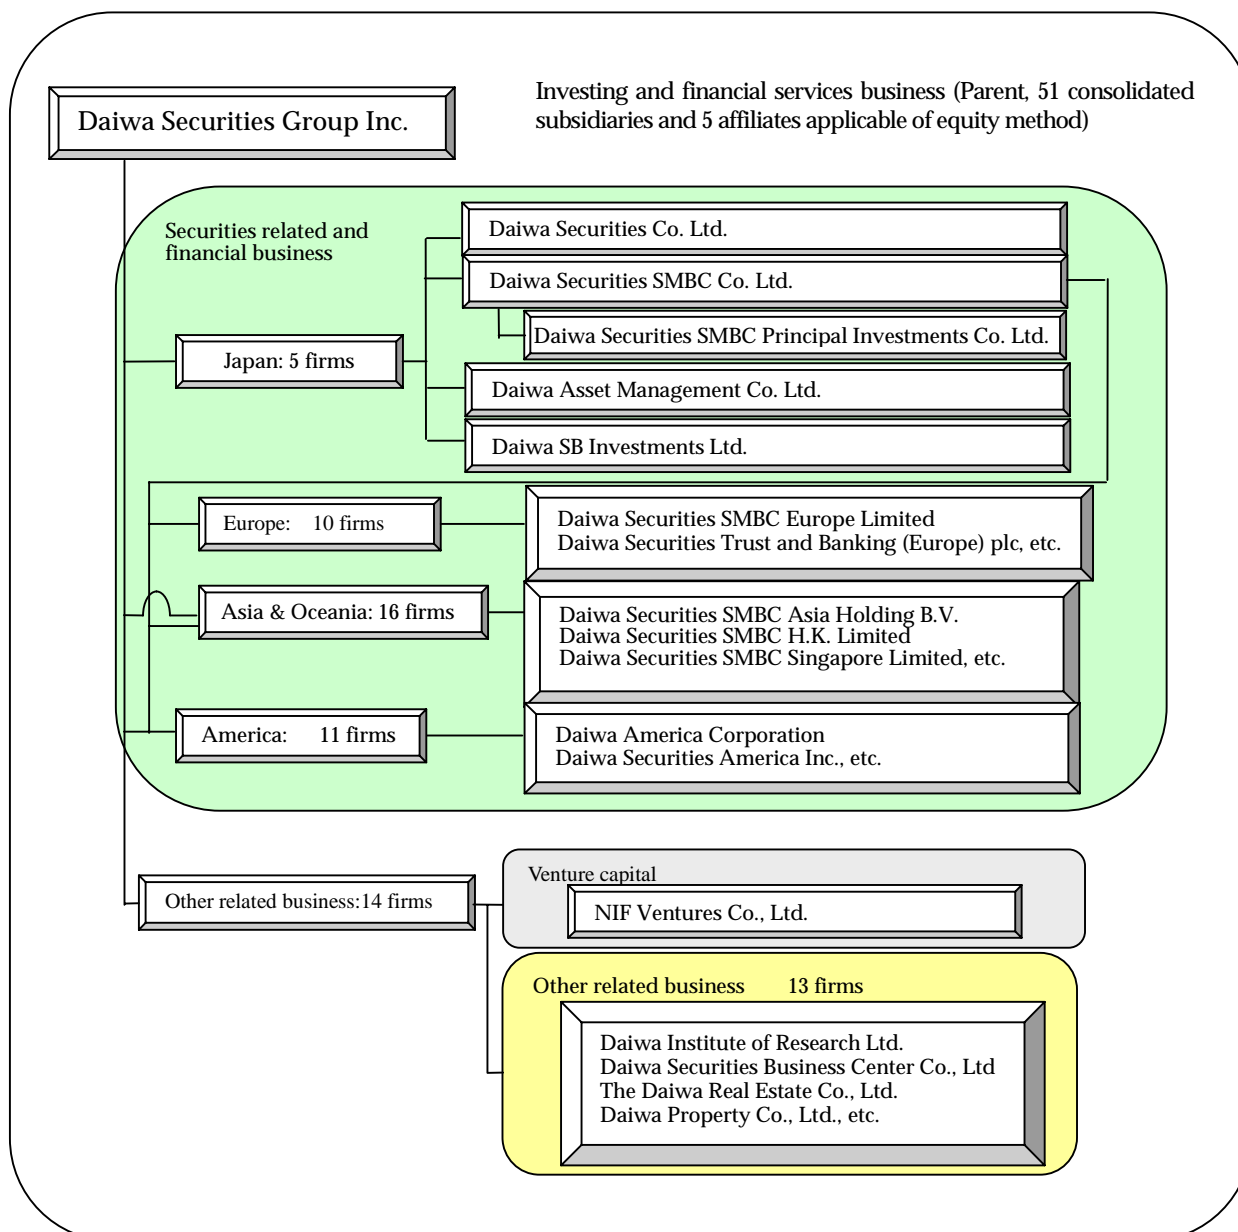 Daiwa Securities Group Inc.
Investing and financial services business (Parent, 51 consolidated
subsidiaries and 5 affiliates applicable of equity method)
Securities related and
financial business
Japan: 5 firms
Daiwa Securities Co. Ltd.
Daiwa Securities SMBC Co. Ltd.
Daiwa Securities SMBC Principal Investments Co. Ltd.
Daiwa Asset Management Co. Ltd.
Daiwa SB Investments Ltd.
Europe: 10 firms
Daiwa Securities SMBC Europe Limited
Daiwa Securities Trust and Banking (Europe) plc, etc.
Asia & Oceania: 16 firms
Daiwa Securities SMBC Asia Holding B.V.
Daiwa Securities SMBC H.K. Limited
Daiwa Securities SMBC Singapore Limited, etc.
America: 11 firms
Daiwa America Corporation
Daiwa Securities America Inc., etc.
Other related business:14 firms
Venture capital
NIF Ventures Co., Ltd.
Other related business 13 firms
Daiwa Institute of Research Ltd.
Daiwa Securities Business Center Co., Ltd
The Daiwa Real Estate Co., Ltd.
Daiwa Property Co., Ltd., etc.